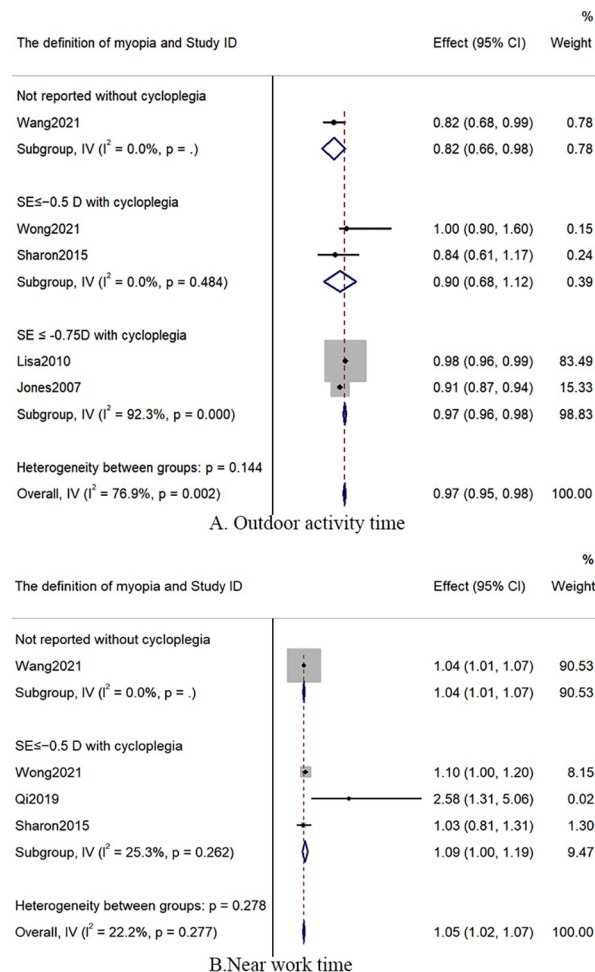 %
The definition of myopia and Study ID Effect (95% CI) Weight
Not reported without cycloplegia
Wang2021 0.82 (0.68, 0.99) 0.78
Subgroup, IV (I² = 0.0%, p = .) 0.82 (0.66, 0.98) 0.78
SE≤−0.5 D with cycloplegia
Wong2021 1.00 (0.90, 1.60) 0.15
Sharon2015 0.84 (0.61, 1.17) 0.24
Subgroup, IV (I² = 0.0%, p = 0.484) 0.90 (0.68, 1.12) 0.39
SE ≤ -0.75D with cycloplegia
Lisa2010 0.98 (0.96, 0.99) 83.49
Jones2007 0.91 (0.87, 0.94) 15.33
Subgroup, IV (I² = 92.3%, p = 0.000) 0.97 (0.96, 0.98) 98.83
Heterogeneity between groups: p = 0.144
Overall, IV (I² = 76.9%, p = 0.002) 0.97 (0.95, 0.98) 100.00
A. Outdoor activity time
%
The definition of myopia and Study ID Effect (95% CI) Weight
Not reported without cycloplegia
Wang2021 1.04 (1.01, 1.07) 90.53
Subgroup, IV (I² = 0.0%, p = .) 1.04 (1.01, 1.07) 90.53
SE≤−0.5 D with cycloplegia
Wong2021 1.10 (1.00, 1.20) 8.15
Qi2019 2.58 (1.31, 5.06) 0.02
Sharon2015 1.03 (0.81, 1.31) 1.30
Subgroup, IV (I² = 25.3%, p = 0.262) 1.09 (1.00, 1.19) 9.47
Heterogeneity between groups: p = 0.278
Overall, IV (I² = 22.2%, p = 0.277) 1.05 (1.02, 1.07) 100.00
B.Near work time